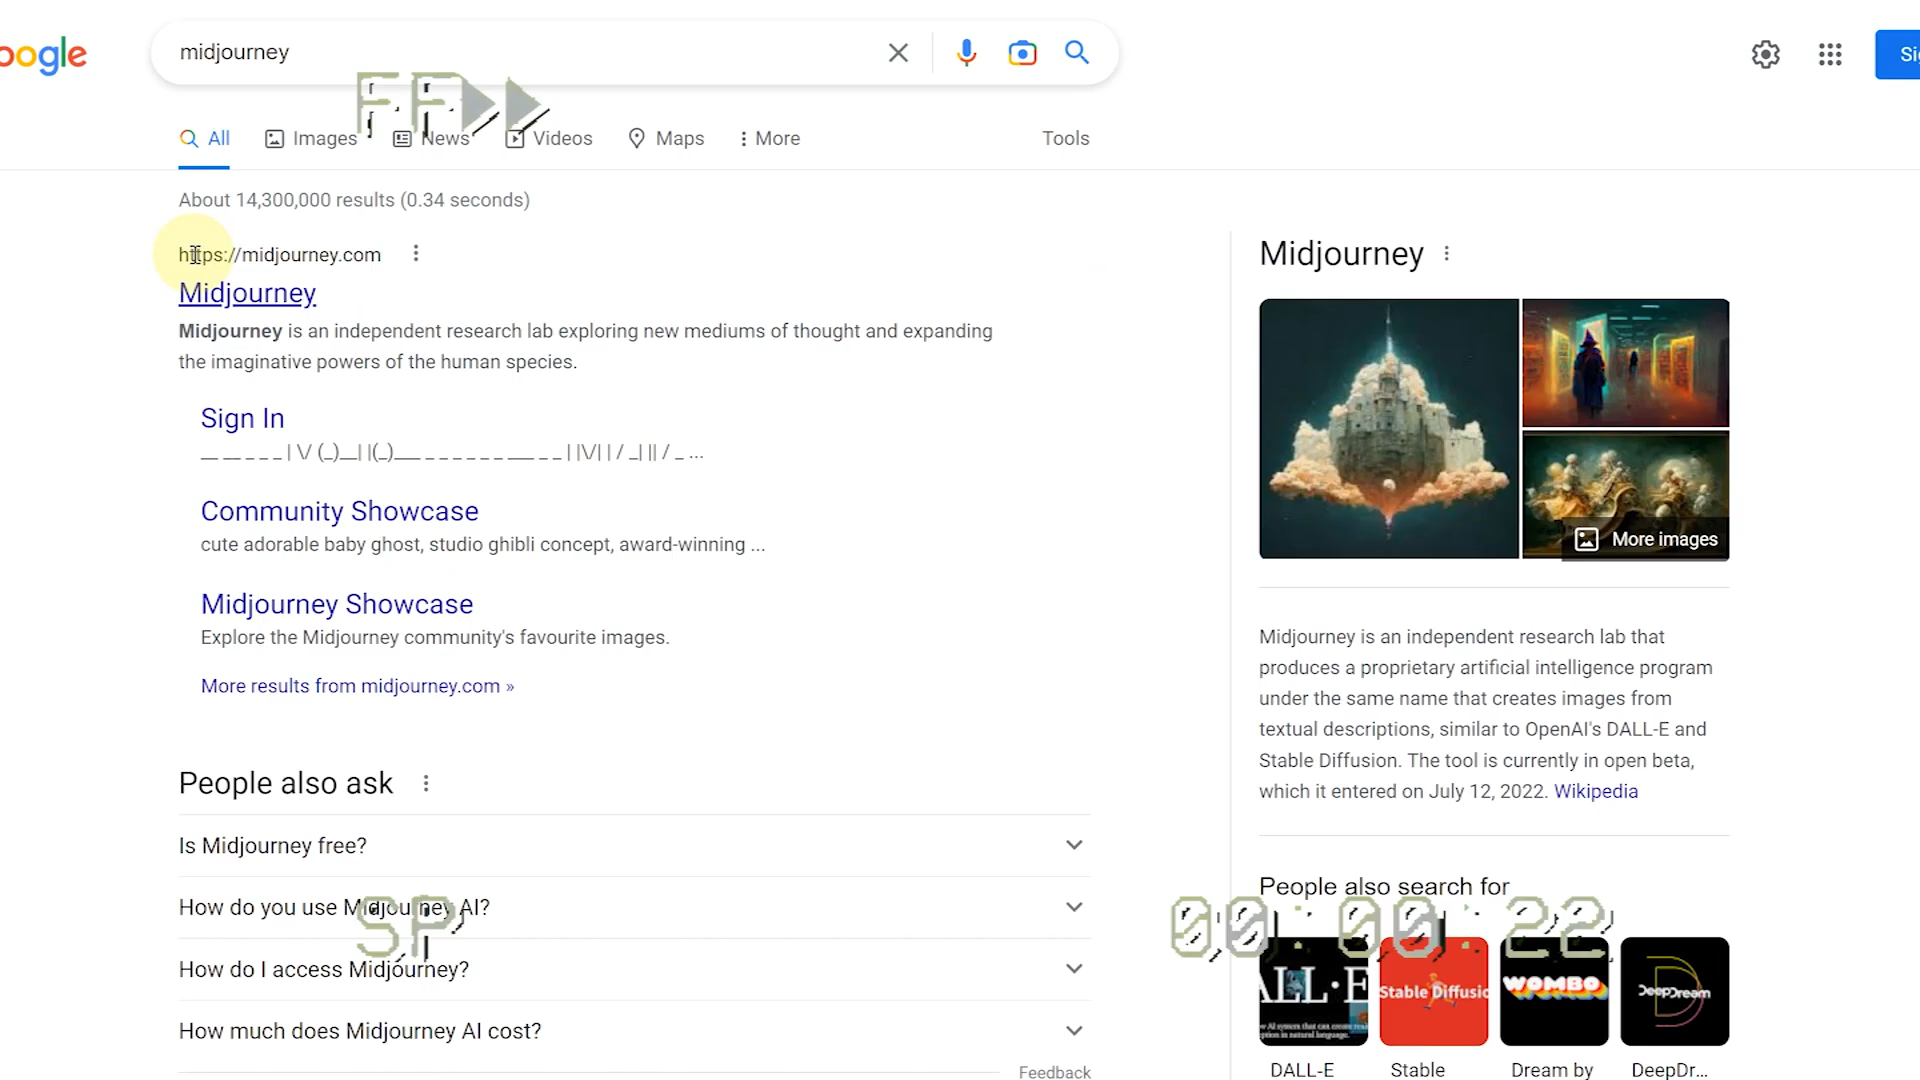 oogle
midjourney
FF
All
Images
News
Videos
Maps
More
Tools
About 14,300,000 results (0.34 seconds)
https://midjourney.com
Midjourney
Midjourney is an independent research lab exploring new mediums of thought and expanding
the imaginative powers of the human species.
Sign In
__ __ _ _ _ | \/ (_)__| |(_)___ _ _ _ _ _ _ ___ _ _ | |\/| | / _| || / _ ...
Community Showcase
cute adorable baby ghost, studio ghibli concept, award-winning ...
Midjourney Showcase
Explore the Midjourney community's favourite images.
More results from midjourney.com »
People also ask
Is Midjourney free?
How do you use Midjourney AI?
How do I access Midjourney?
How much does Midjourney AI cost?
Feedback
SP
00:00:22
Midjourney
More images
Midjourney is an independent research lab that
produces a proprietary artificial intelligence program
under the same name that creates images from
textual descriptions, similar to OpenAI's DALL-E and
Stable Diffusion. The tool is currently in open beta,
which it entered on July 12, 2022. Wikipedia
People also search for
ALL·E
Stable Diffusio
WOMBO
DeepDream
DALL-E
Stable
Dream by
DeepDr...